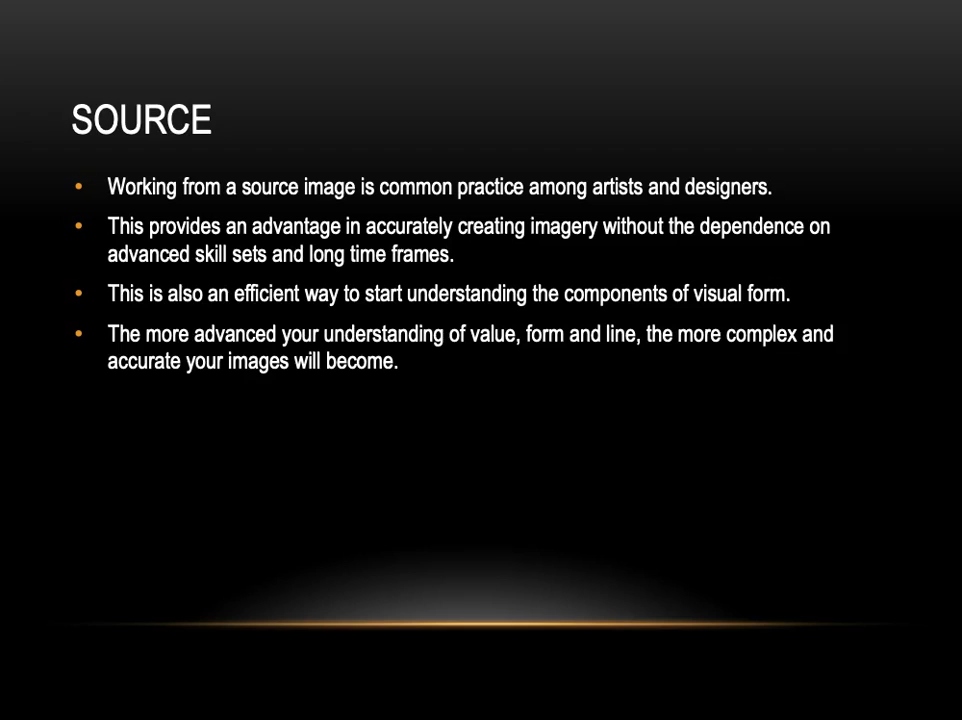 SOURCE
• Working from a source image is common practice among artists and designers.
• This provides an advantage in accurately creating imagery without the dependence on
advanced skill sets and long time frames.
• This is also an efficient way to start understanding the components of visual form.
• The more advanced your understanding of value, form and line, the more complex and
accurate your images will become.